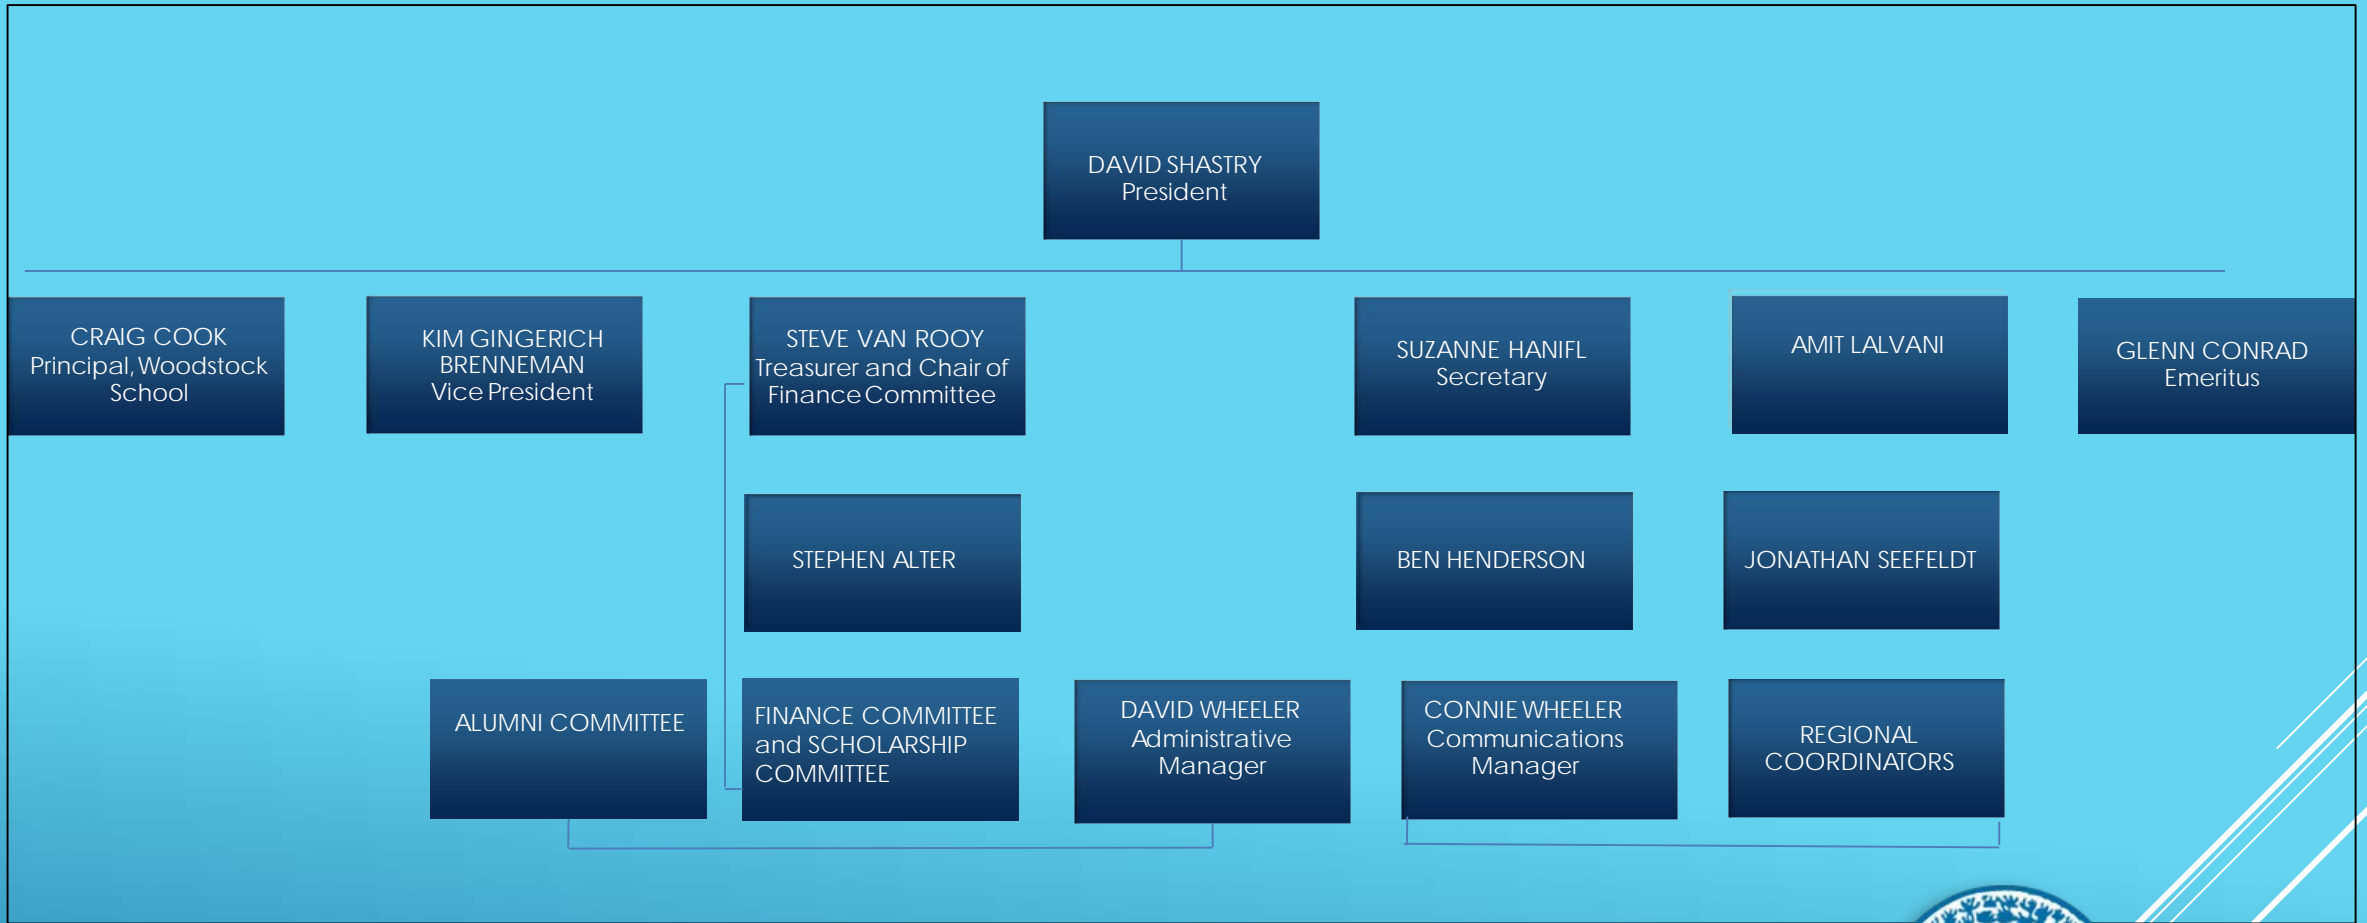 DAVID SHASTRY
President
CRAIG COOK
Principal, Woodstock
School
KIM GINGERICH
BRENNEMAN
Vice President
STEVE VAN ROOY
Treasurer and Chair of
Finance Committee
SUZANNE HANIFL
Secretary
AMIT LALVANI
GLENN CONRAD
Emeritus
STEPHEN ALTER
BEN HENDERSON
JONATHAN SEEFELDT
ALUMNI COMMITTEE
FINANCE COMMITTEE
and SCHOLARSHIP
COMMITTEE
DAVID WHEELER
Administrative
Manager
CONNIE WHEELER
Communications
Manager
REGIONAL
COORDINATORS